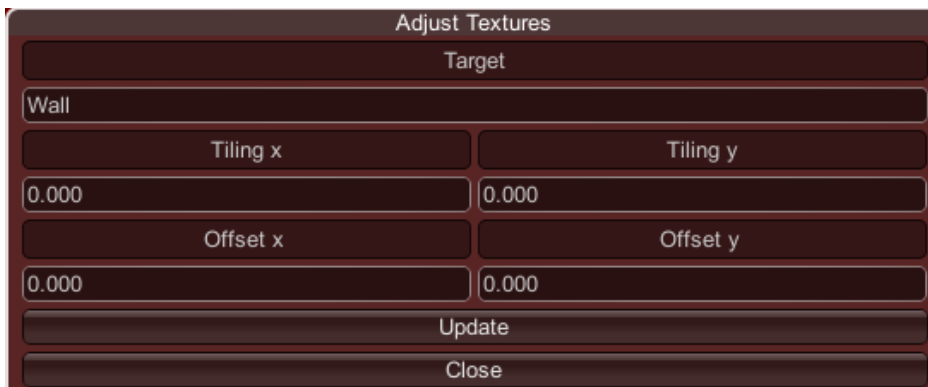 Adjust Textures
Target
Wall
Tiling x Tiling y
0.000 0.000
Offset x Offset y
0.000 0.000
Update
Close